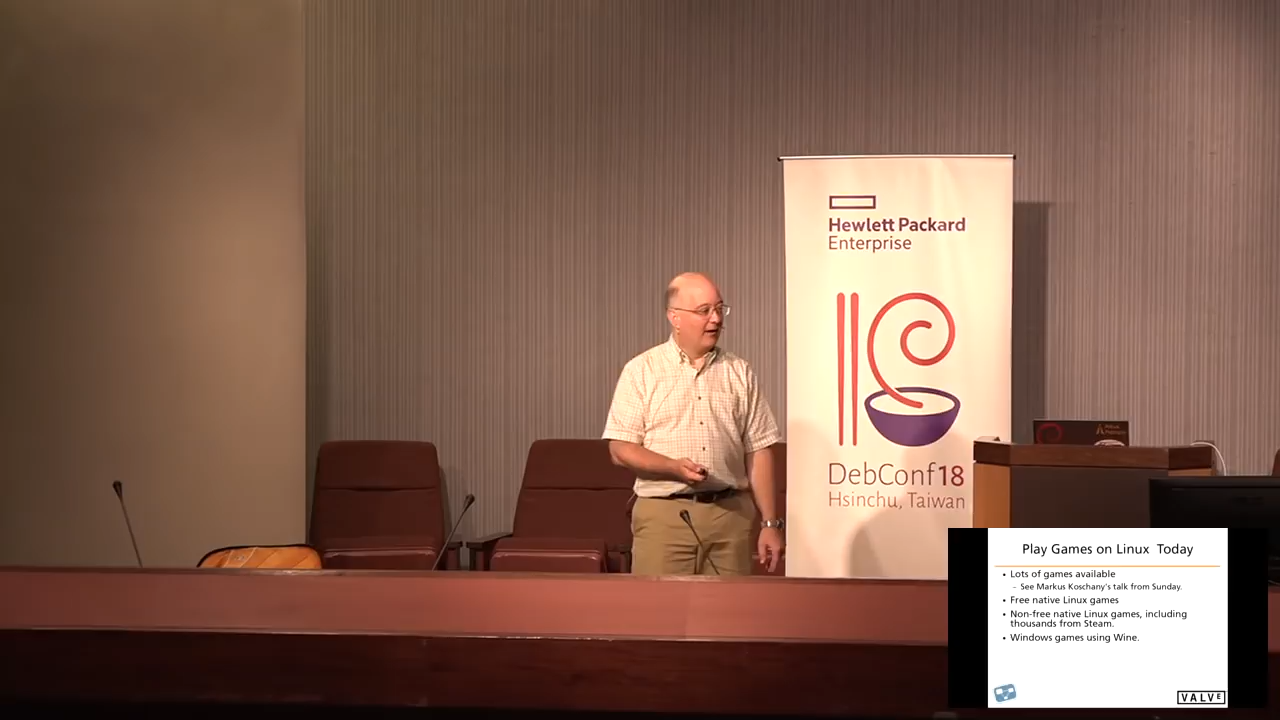 Hewlett Packard
Enterprise
DebConf18
Hsinchu, Taiwan
Play Games on Linux Today
• Lots of games available
– See Markus Koschany's talk from Sunday.
• Free native Linux games
• Non-free native Linux games, including
thousands from Steam.
• Windows games using Wine.
VALVE